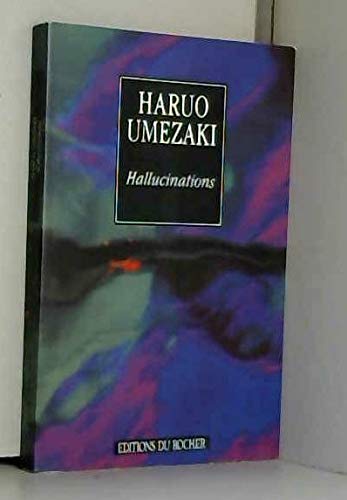 HARUO
UMEZAKI
Hallucinations
EDITIONS DU ROCHER